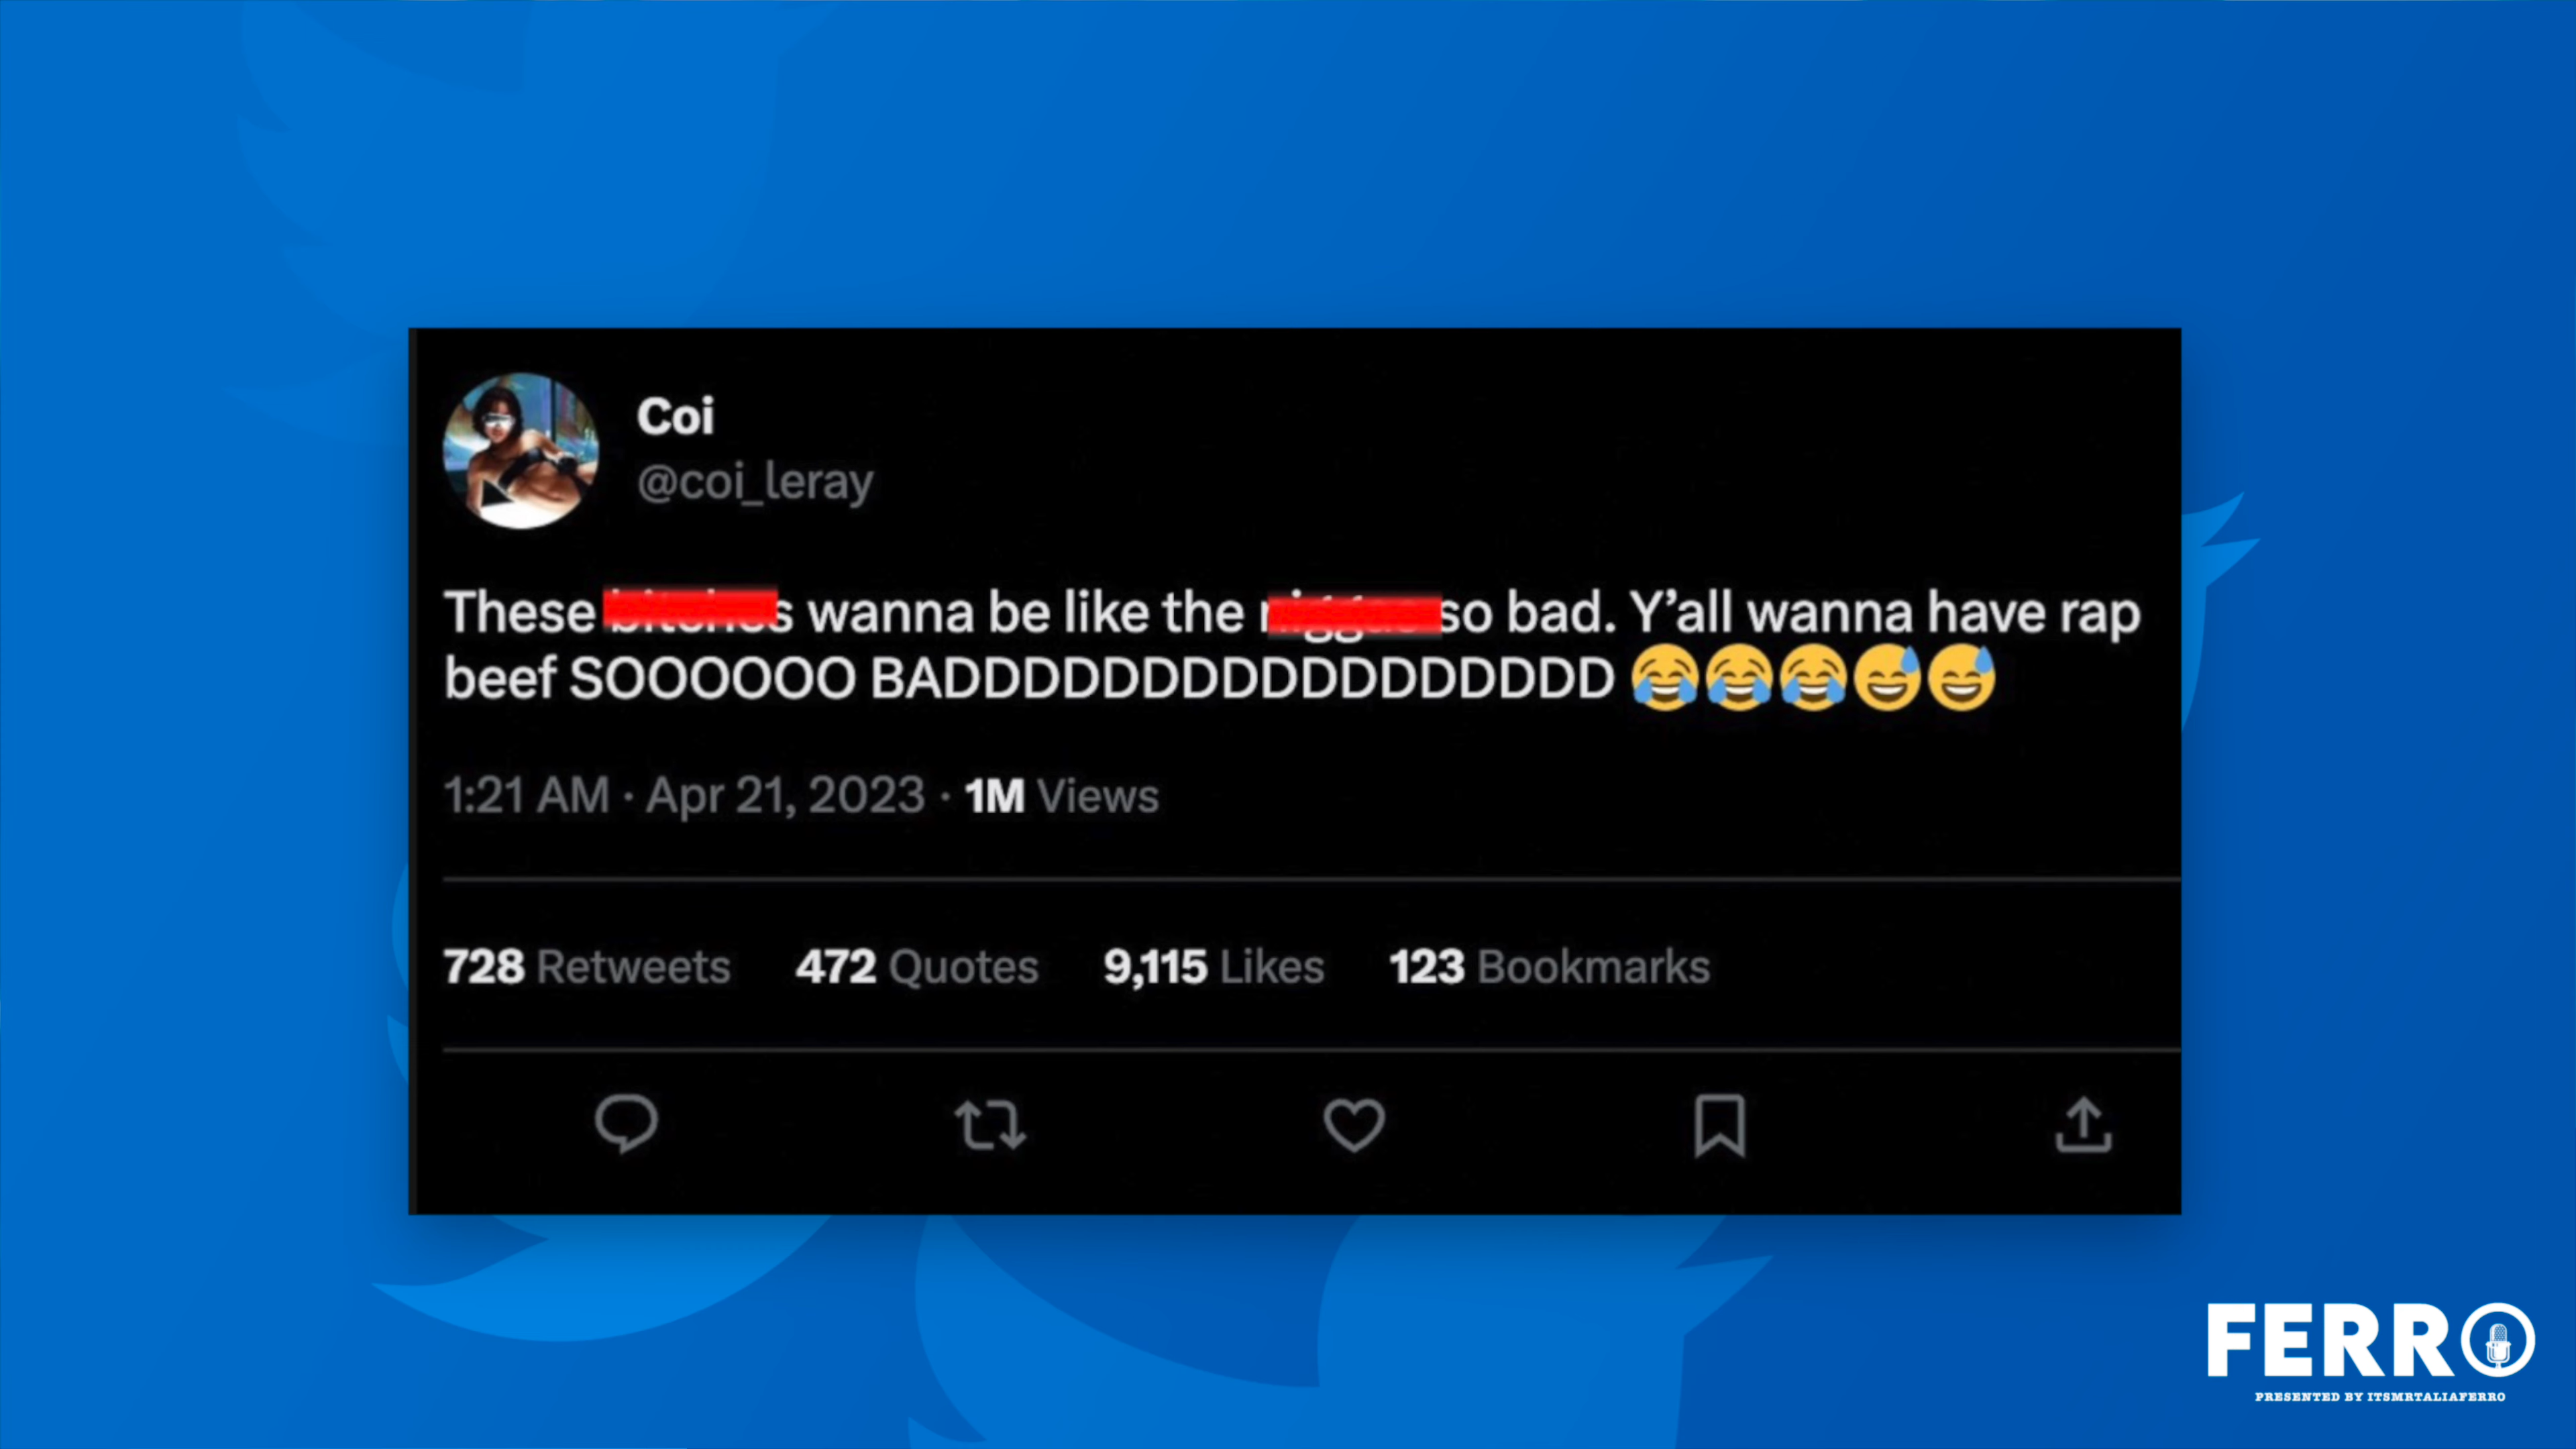 Coi
@coi_leray
These s wanna be like the so bad. Y'all wanna have rap
beef SOOOOOO BADDDDDDDDDDDDDDDDD 😂😂😂😅😅
1:21 AM · Apr 21, 2023 · 1M Views
728 Retweets 472 Quotes 9,115 Likes 123 Bookmarks
FERRO
PRESENTED BY ITSMRTALIAFERRO